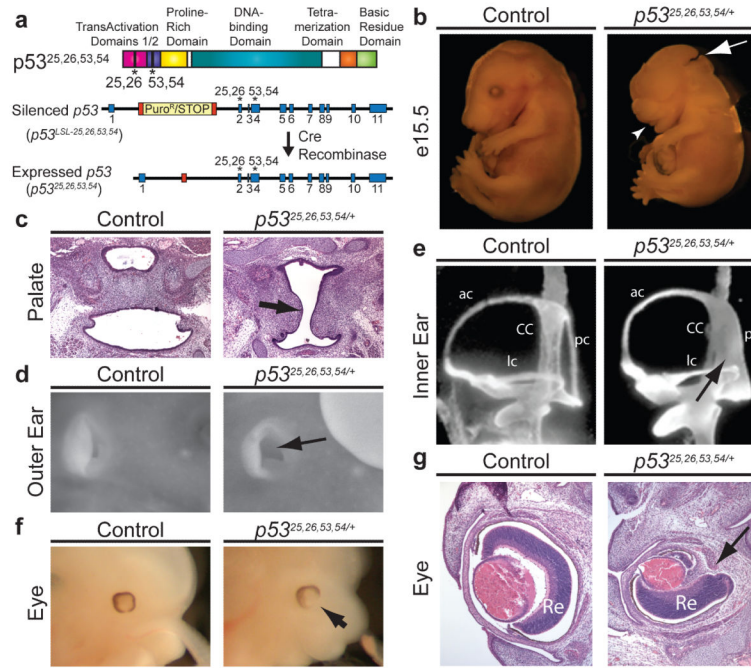 a
TransActivation Domains 1/2
Proline-Rich Domain
DNA-binding Domain
Tetra-merization Domain
Basic Residue Domain
p53 25,26,53,54
25,26 53,54
* *
Silenced p53
(p53 LSL-25,26,53,54)
Puro R/STOP
25,26 53,54
* *
1 2 3 4 5 6 7 8 9 10 11
Cre Recombinase
Expressed p53
(p53 25,26,53,54)
25,26 53,54
* *
1 2 3 4 5 6 7 8 9 10 11
b
Control
p53 25,26,53,54/+
e15.5
c
Control
p53 25,26,53,54/+
Palate
d
Control
p53 25,26,53,54/+
Outer Ear
e
Control
p53 25,26,53,54/+
Inner Ear
ac
CC
pc
lc
ac
CC
p
lc
f
Control
p53 25,26,53,54/+
Eye
g
Control
p53 25,26,53,54/+
Eye
Re
Re